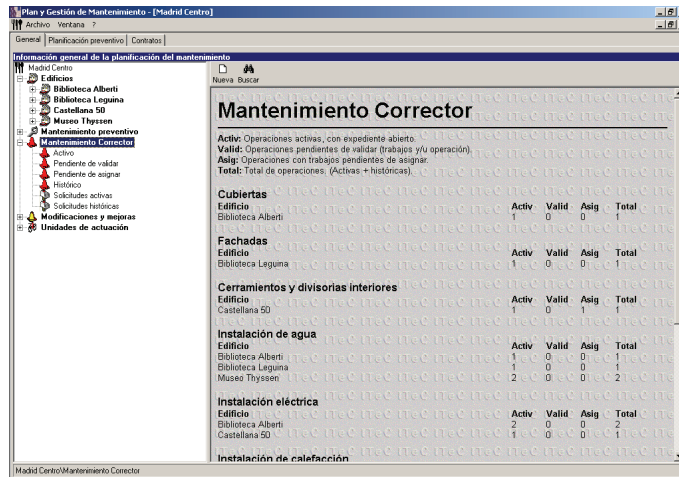 Plan y Gestión de Mantenimiento - [Madrid Centro]
Archivo Ventana ?
General Planificación preventivo Contratos
Información general de la planificación del mantenimiento
Madrid Centro
Edificios
Biblioteca Alberti
Biblioteca Leguina
Castellana 50
Museo Thyssen
Mantenimiento preventivo
Mantenimiento Corrector
Activo
Pendiente de validar
Pendiente de asignar
Histórico
Solicitudes activas
Solicitudes históricas
Modificaciones y mejoras
Unidades de actuación
Nueva Buscar
Mantenimiento Corrector
Activ: Operaciones activas, con expediente abierto.
Valid: Operaciones pendientes de validar (trabajos y/u operación).
Asig: Operaciones con trabajos pendientes de asignar.
Total: Total de operaciones. (Activas + históricas).
Cubiertas
Edificio Activ Valid Asig Total
Biblioteca Alberti 1 0 0 1
Fachadas
Edificio Activ Valid Asig Total
Biblioteca Leguina 1 0 0 1
Cerramientos y divisorias interiores
Edificio Activ Valid Asig Total
Castellana 50 1 0 1 1
Instalación de agua
Edificio Activ Valid Asig Total
Biblioteca Alberti 1 0 0 1
Biblioteca Leguina 1 0 0 1
Museo Thyssen 2 0 0 2
Instalación eléctrica
Edificio Activ Valid Asig Total
Biblioteca Alberti 2 0 0 2
Castellana 50 1 0 0 1
Instalación de calefacción
Madrid Centro\Mantenimiento Corrector